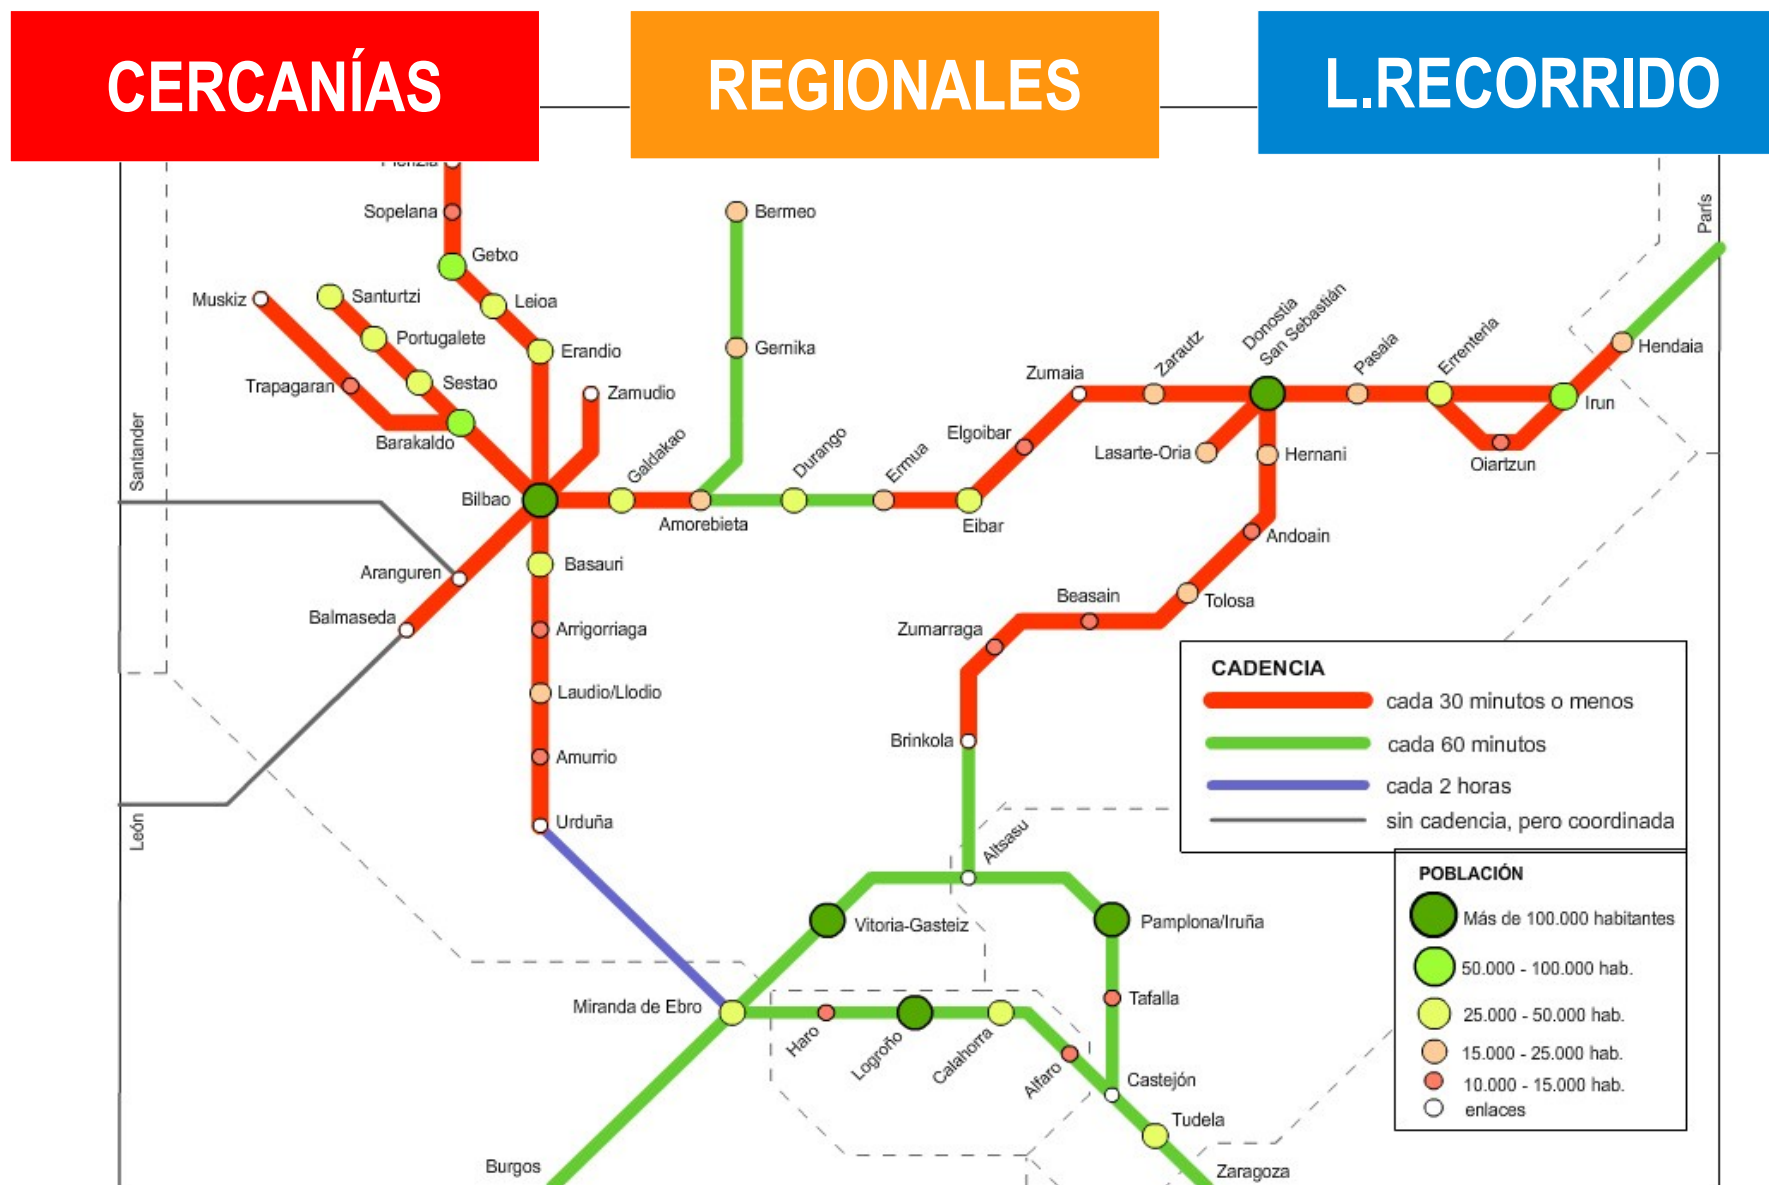 CERCANÍAS
REGIONALES
L.RECORRIDO
Sopelana
Getxo
Leioa
Erandio
Muskiz
Santurtzi
Portugalete
Sestao
Trapagaran
Barakaldo
Zamudio
Bilbao
Bermeo
Gernika
Galdakao
Amorebieta
Durango
Ermua
Eibar
Elgoibar
Zumaia
Zarautz
Donostia
San Sebastián
Pasaia
Errenteria
Irun
Oiartzun
Hendaia
París
Lasarte-Oria
Hernani
Andoain
Tolosa
Beasain
Zumarraga
Brinkola
Santander
Aranguren
Balmaseda
León
Basauri
Arrigorriaga
Laudio/Llodio
Amurrio
Urduña
Altsasu
Vitoria-Gasteiz
Pamplona/Iruña
Tafalla
Miranda de Ebro
Haro
Logroño
Calahorra
Alfaro
Castejón
Tudela
Burgos
Zaragoza
CADENCIA
cada 30 minutos o menos
cada 60 minutos
cada 2 horas
sin cadencia, pero coordinada
POBLACIÓN
Más de 100.000 habitantes
50.000 - 100.000 hab.
25.000 - 50.000 hab.
15.000 - 25.000 hab.
10.000 - 15.000 hab.
enlaces